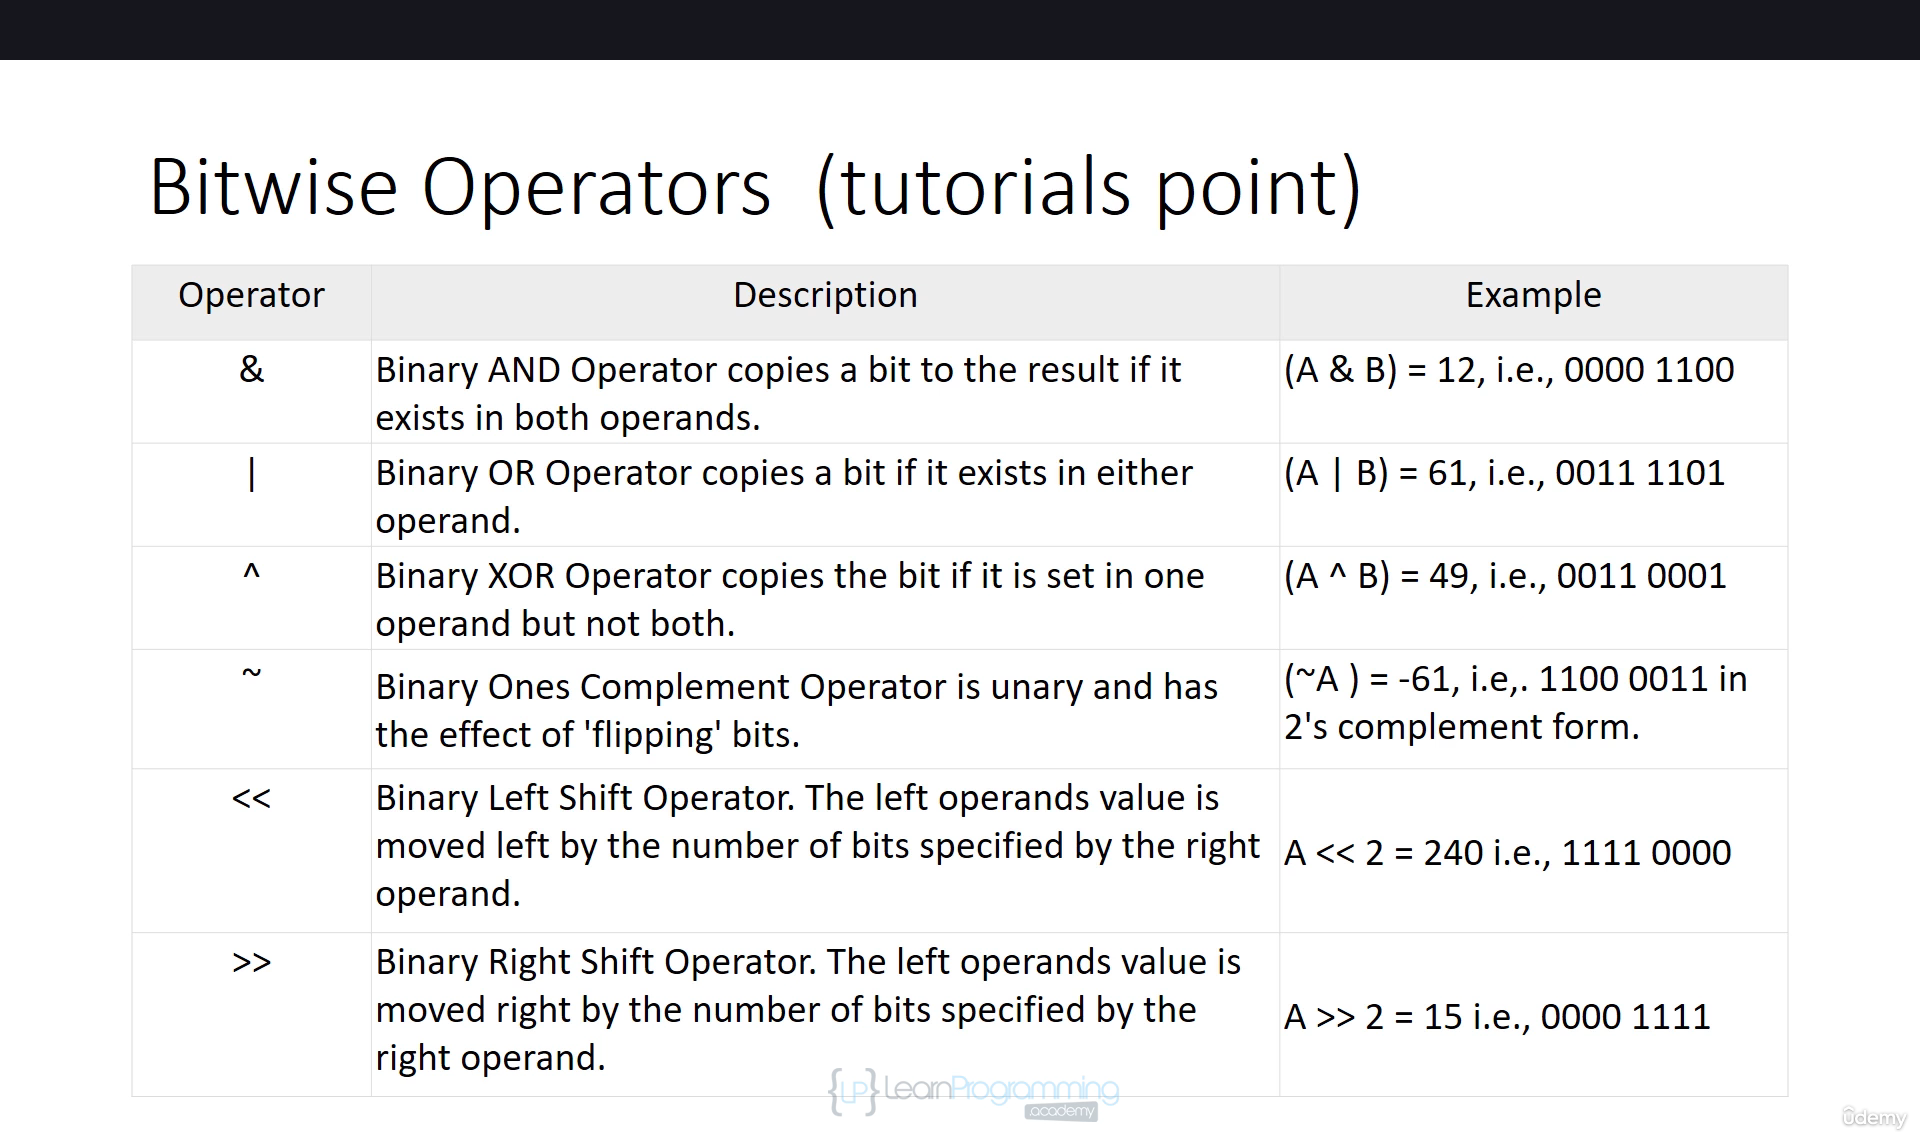 Bitwise Operators (tutorials point)
Operator Description Example
& Binary AND Operator copies a bit to the result if it (A & B) = 12, i.e., 0000 1100
exists in both operands.
| Binary OR Operator copies a bit if it exists in either (A | B) = 61, i.e., 0011 1101
operand.
^ Binary XOR Operator copies the bit if it is set in one (A ^ B) = 49, i.e., 0011 0001
operand but not both.
~ Binary Ones Complement Operator is unary and has (~A ) = -61, i.e,. 1100 0011 in
the effect of 'flipping' bits. 2's complement form.
<< Binary Left Shift Operator. The left operands value is
moved left by the number of bits specified by the right A << 2 = 240 i.e., 1111 0000
operand.
>> Binary Right Shift Operator. The left operands value is
moved right by the number of bits specified by the A >> 2 = 15 i.e., 0000 1111
right operand.
{LP} LearnProgramming
academy
ûdemy